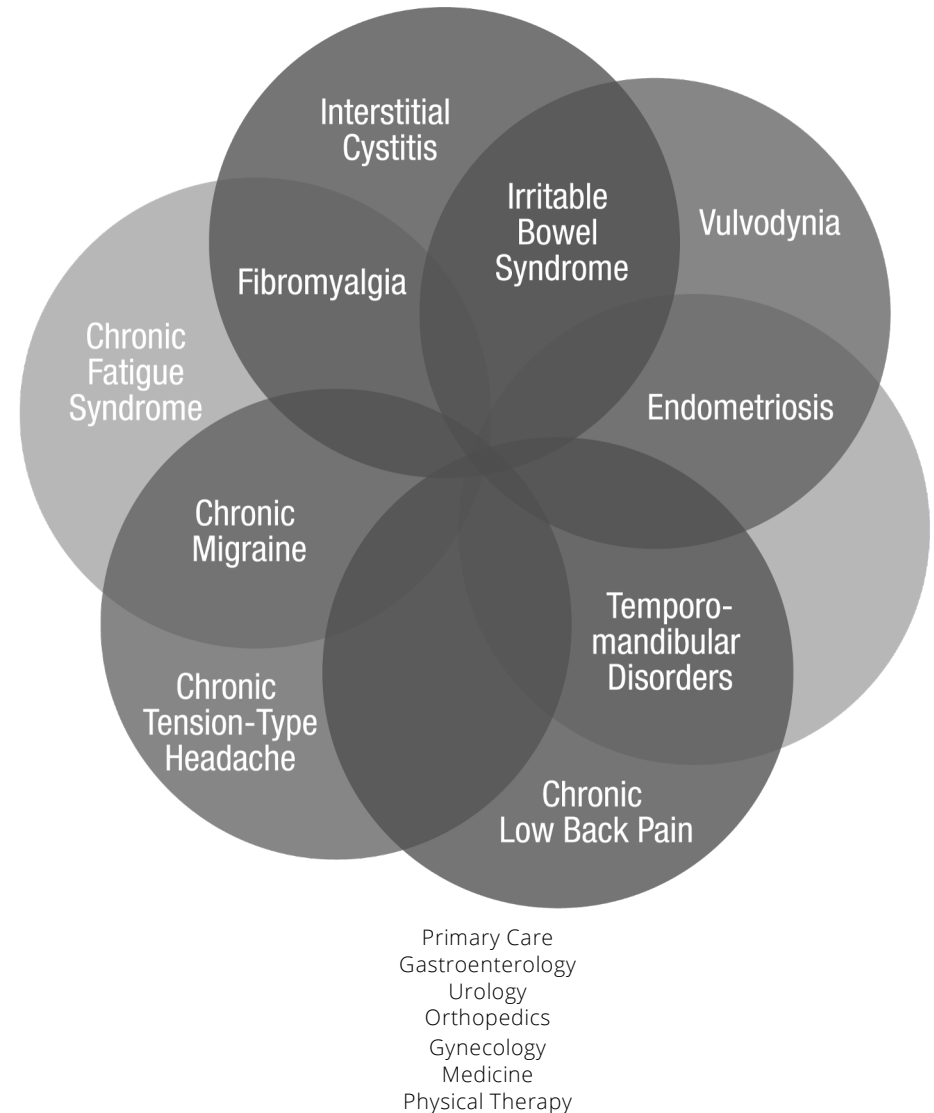 Interstitial
Cystitis
Irritable
Bowel
Syndrome
Vulvodynia
Fibromyalgia
Chronic
Fatigue
Syndrome
Endometriosis
Chronic
Migraine
Temporo-
mandibular
Disorders
Chronic
Tension-Type
Headache
Chronic
Low Back Pain
Primary Care
Gastroenterology
Urology
Orthopedics
Gynecology
Medicine
Physical Therapy